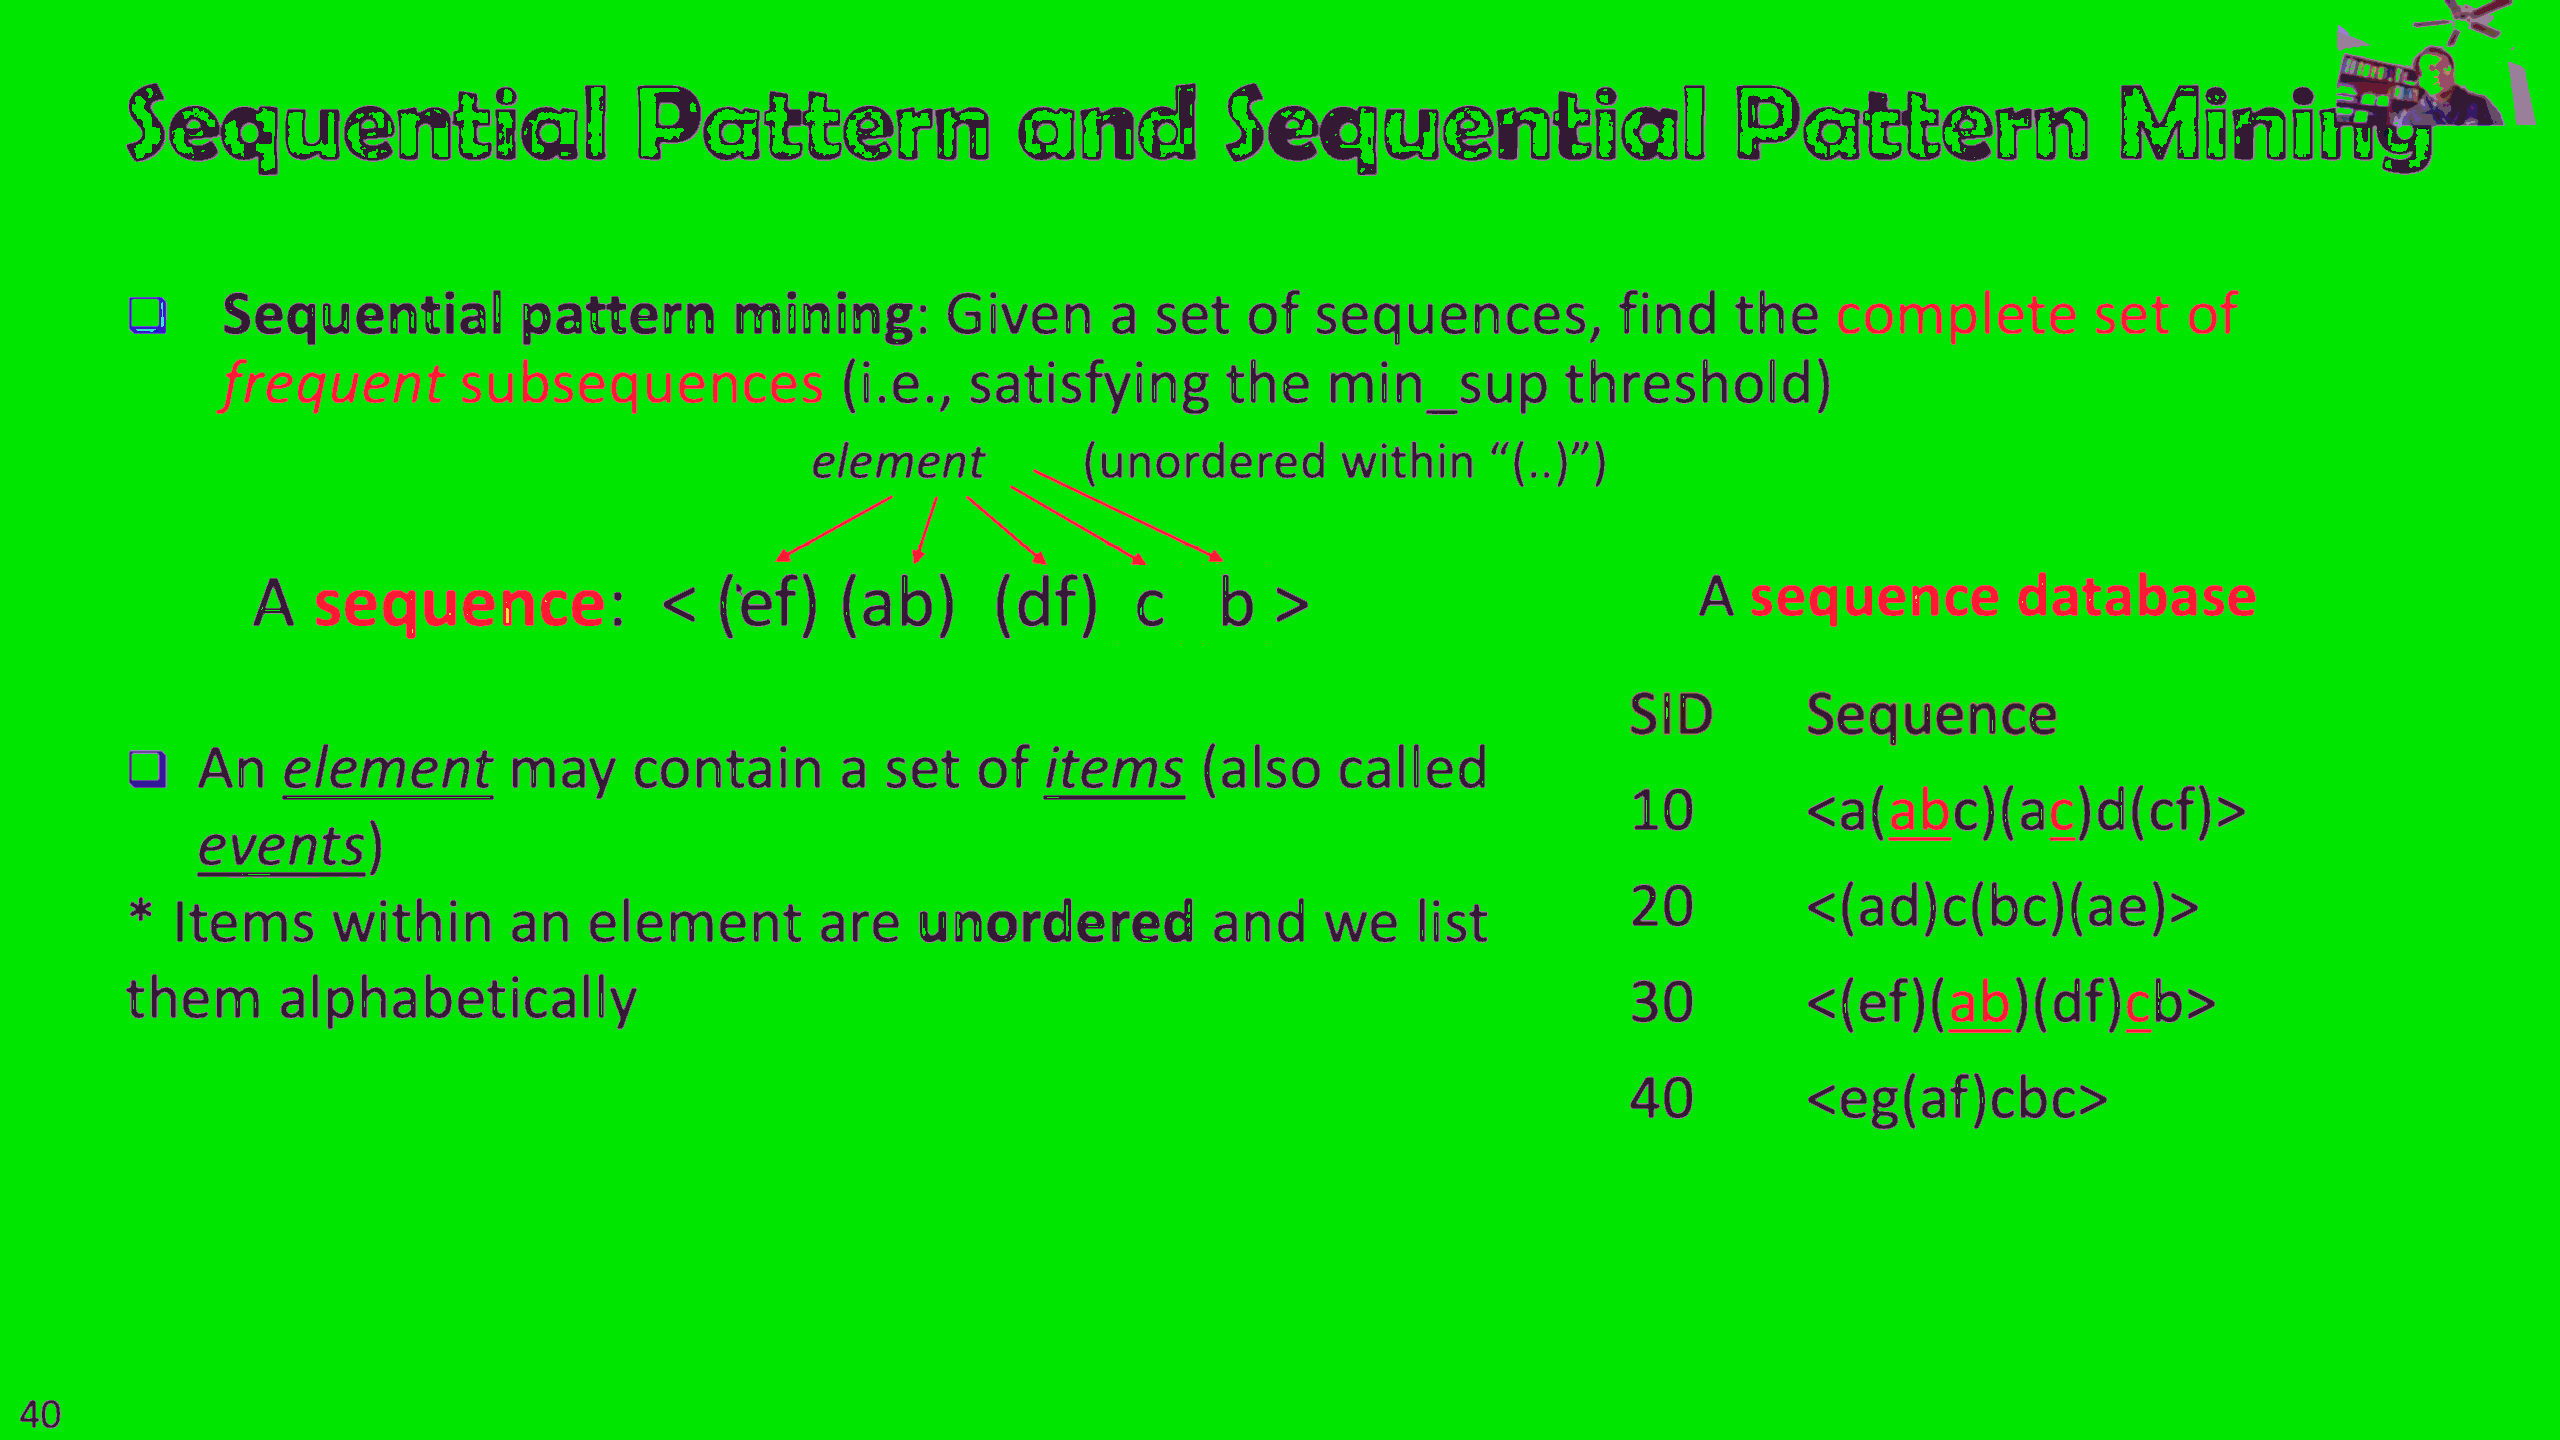 Sequential Pattern and Sequential Pattern Mining
❑ Sequential pattern mining: Given a set of sequences, find the complete set of
frequent subsequences (i.e., satisfying the min_sup threshold)
element (unordered within “(..)”)
A sequence: < (ef) (ab) (df) c b >
❑ An element may contain a set of items (also called
events)
* Items within an element are unordered and we list
them alphabetically
A sequence database
SID Sequence
10 <a(abc)(ac)d(cf)>
20 <(ad)c(bc)(ae)>
30 <(ef)(ab)(df)cb>
40 <eg(af)cbc>
40